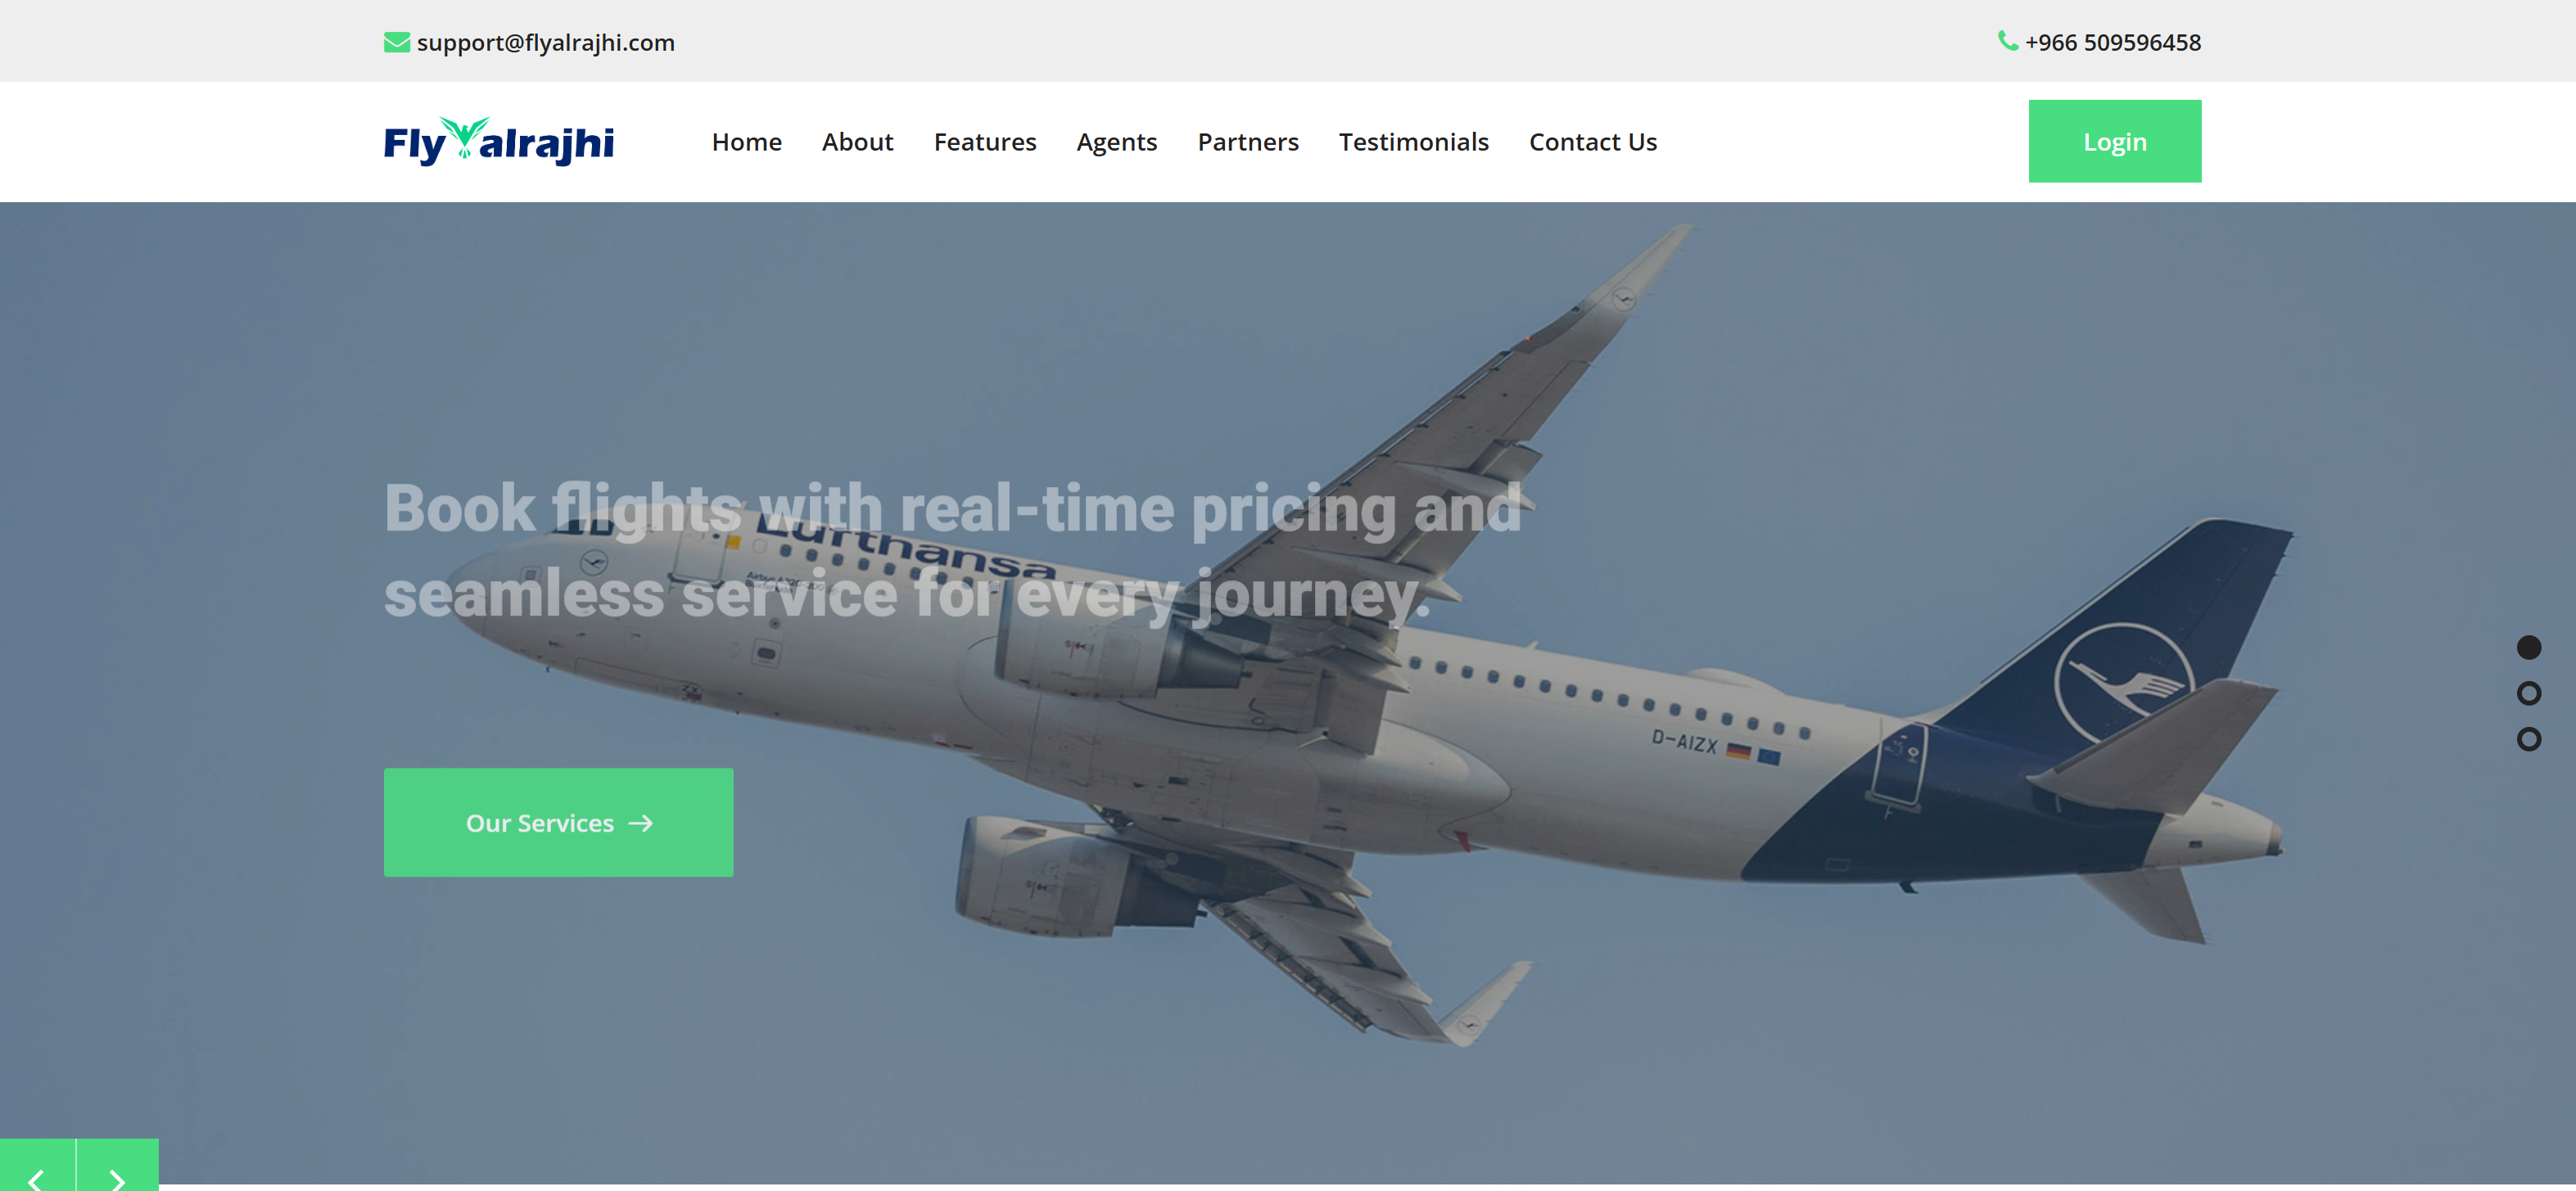 support@flyalrajhi.com
+966 509596458
Fly alrajhi
Home About Features Agents Partners Testimonials Contact Us
Login
Book flights with real-time pricing and
seamless service for every journey.
Lufthansa
D-AIZX
Our Services